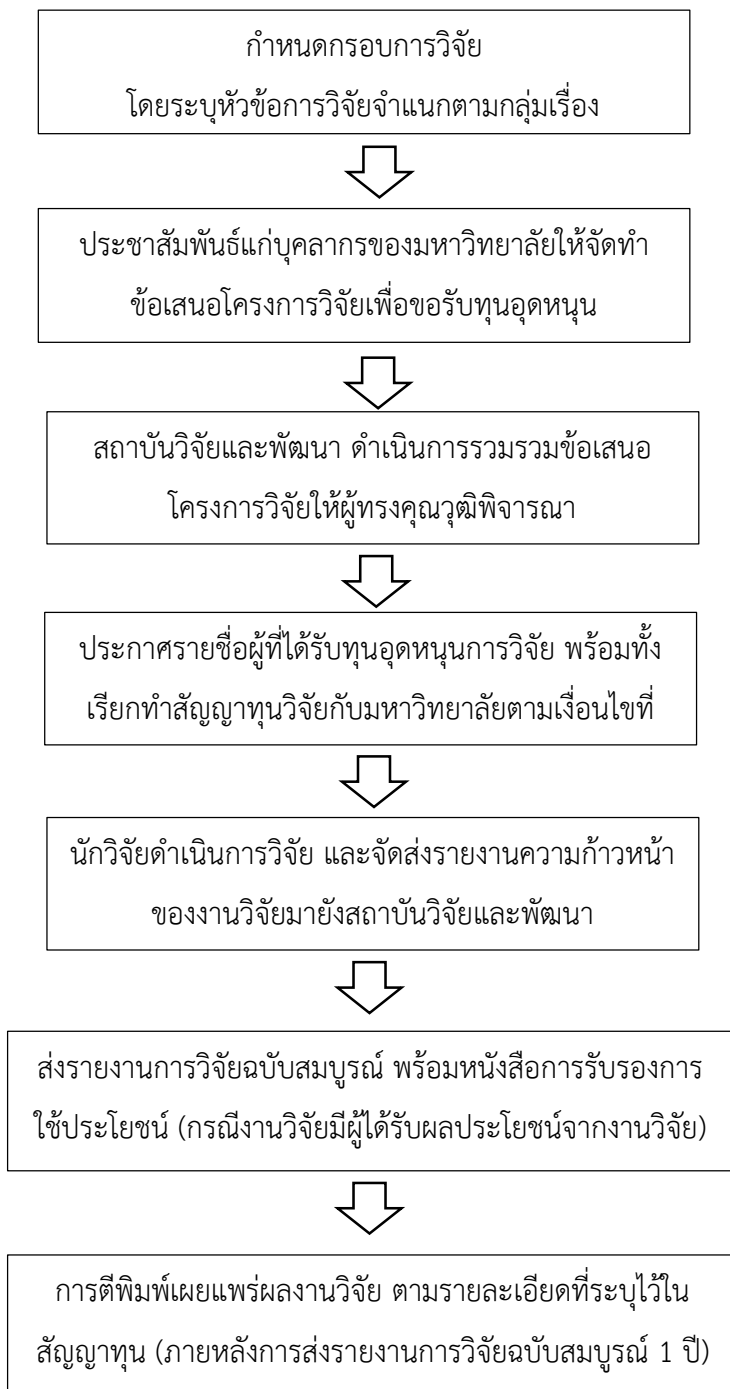 กำหนดกรอบการวิจัย
โดยระบุหัวข้อการวิจัยจำแนกตามกลุ่มเรื่อง
ประชาสัมพันธ์แก่บุคลากรของมหาวิทยาลัยให้จัดทำ
ข้อเสนอโครงการวิจัยเพื่อขอรับทุนอุดหนุน
สถาบันวิจัยและพัฒนา ดำเนินการรวมรวมข้อเสนอ
โครงการวิจัยให้ผู้ทรงคุณวุฒิพิจารณา
ประกาศรายชื่อผู้ที่ได้รับทุนอุดหนุนการวิจัย พร้อมทั้ง
เรียกทำสัญญาทุนวิจัยกับมหาวิทยาลัยตามเงื่อนไขที่
นักวิจัยดำเนินการวิจัย และจัดส่งรายงานความก้าวหน้า
ของงานวิจัยมายังสถาบันวิจัยและพัฒนา
ส่งรายงานการวิจัยฉบับสมบูรณ์ พร้อมหนังสือการรับรองการ
ใช้ประโยชน์ (กรณีงานวิจัยมีผู้ได้รับผลประโยชน์จากงานวิจัย)
การตีพิมพ์เผยแพร่ผลงานวิจัย ตามรายละเอียดที่ระบุไว้ใน
สัญญาทุน (ภายหลังการส่งรายงานการวิจัยฉบับสมบูรณ์ 1 ปี)